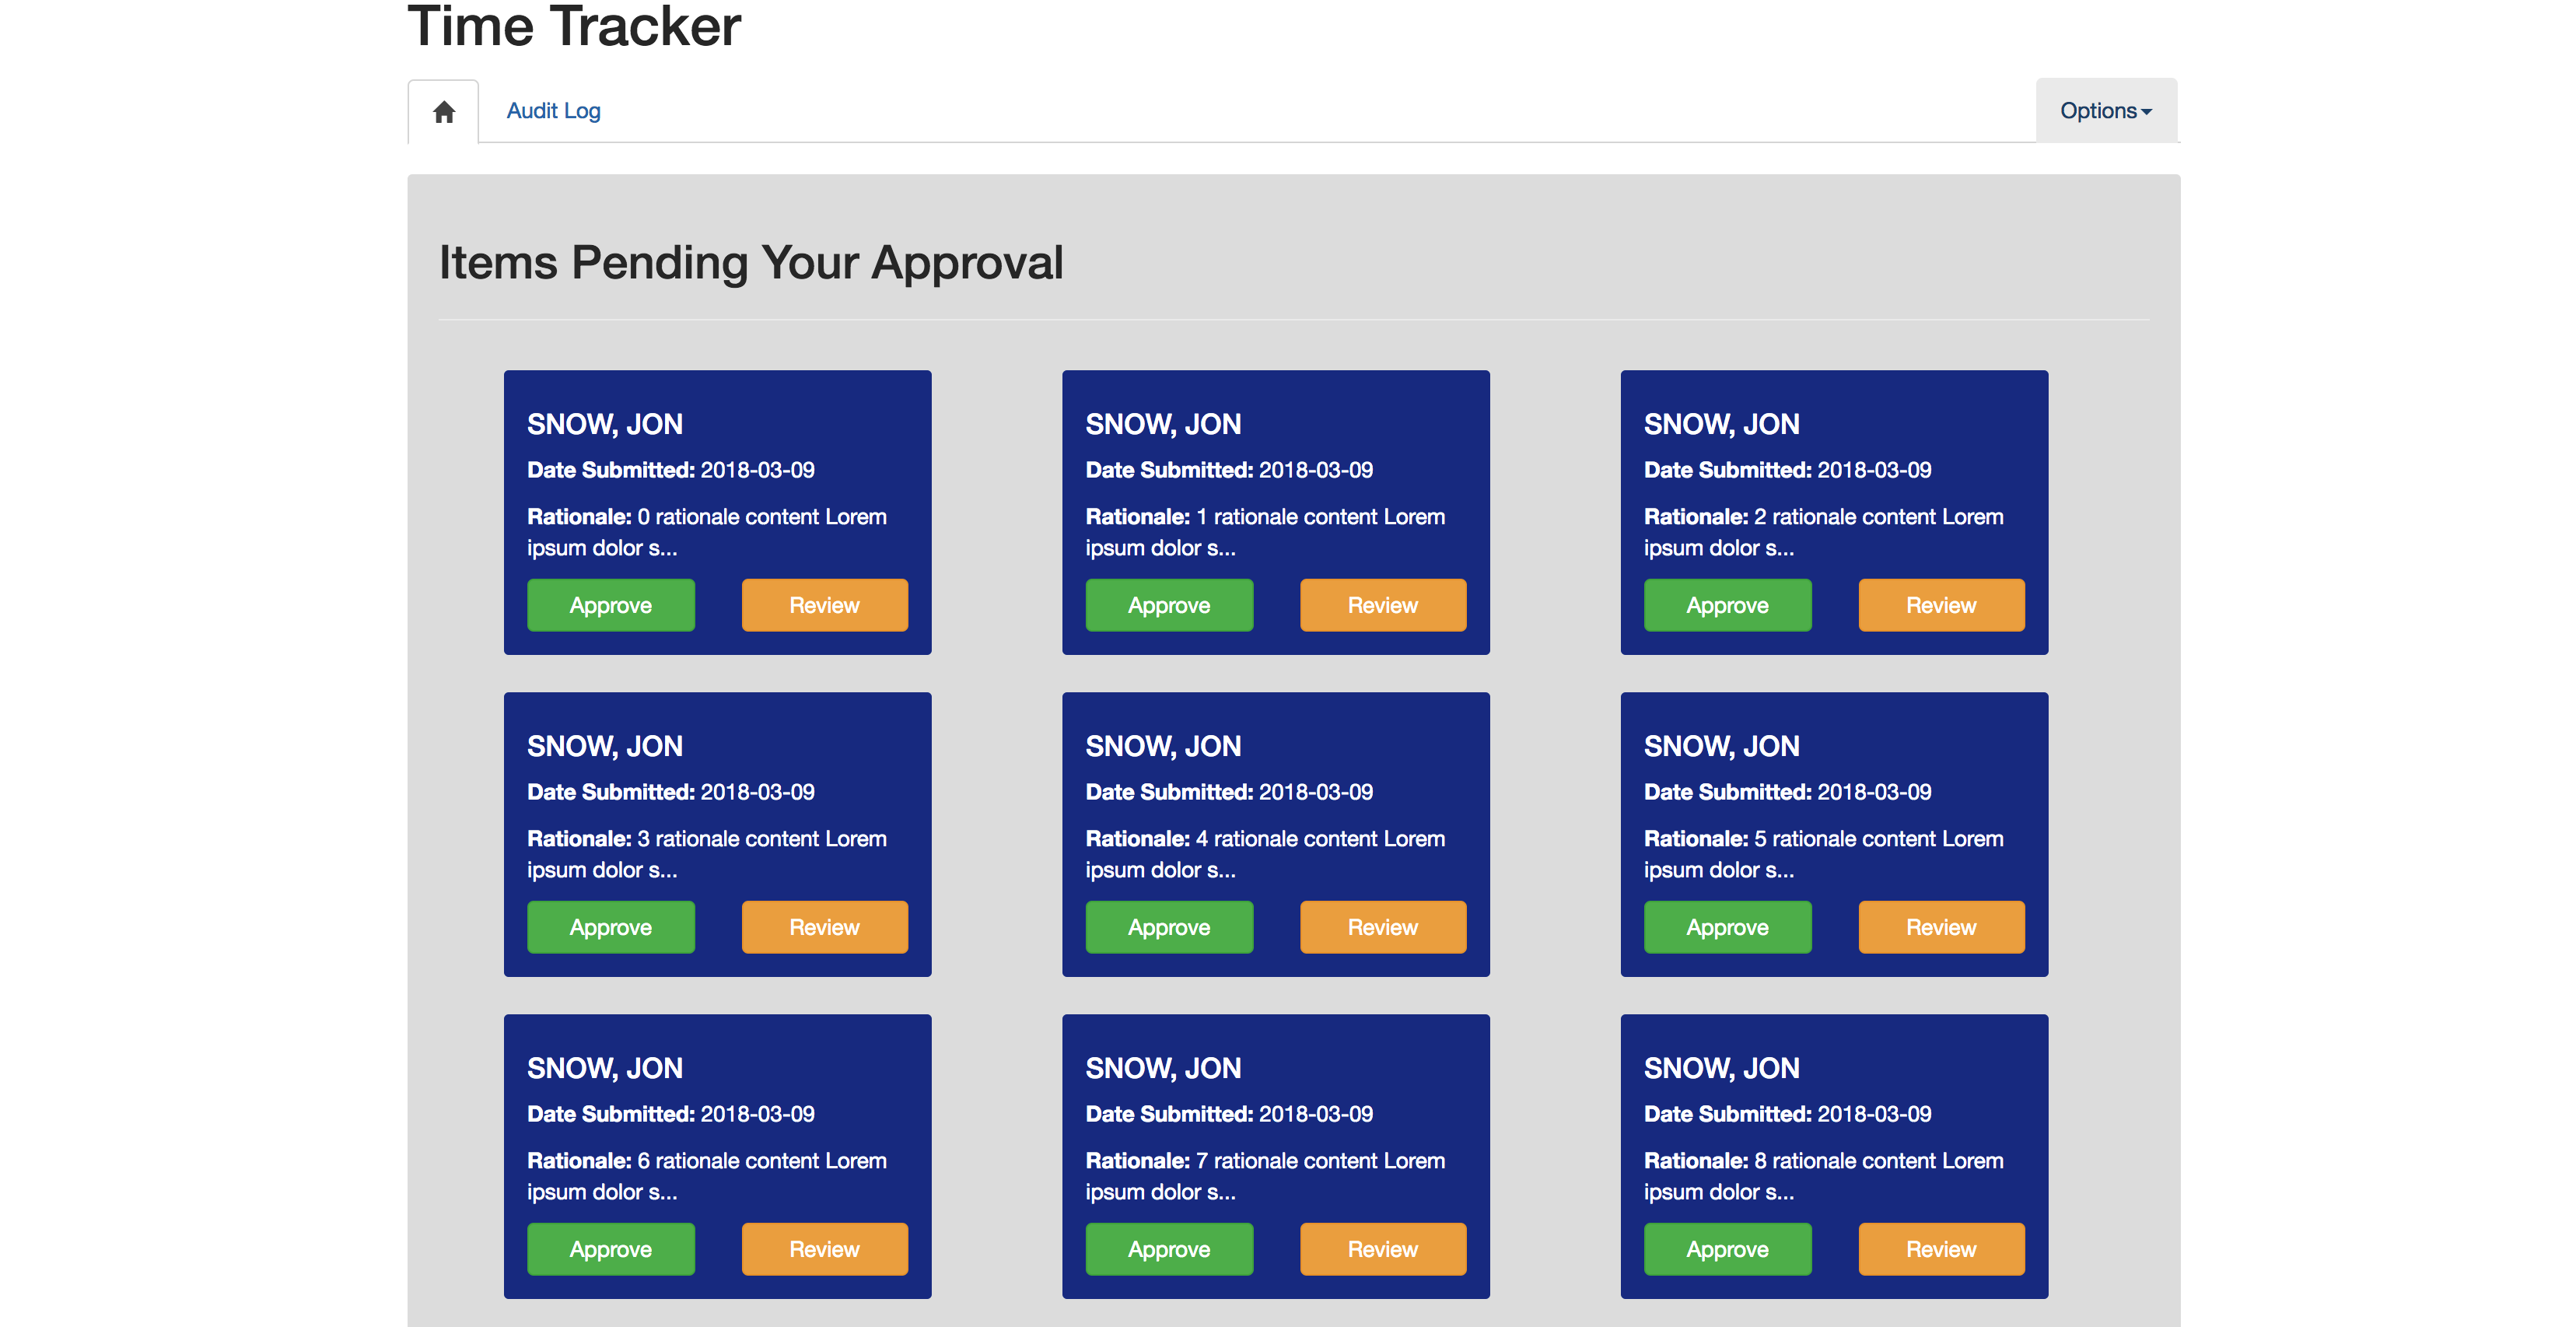 Time Tracker
Audit Log
Options
Items Pending Your Approval
SNOW, JON
Date Submitted: 2018-03-09
Rationale: 0 rationale content Lorem
ipsum dolor s...
Approve Review
SNOW, JON
Date Submitted: 2018-03-09
Rationale: 1 rationale content Lorem
ipsum dolor s...
Approve Review
SNOW, JON
Date Submitted: 2018-03-09
Rationale: 2 rationale content Lorem
ipsum dolor s...
Approve Review
SNOW, JON
Date Submitted: 2018-03-09
Rationale: 3 rationale content Lorem
ipsum dolor s...
Approve Review
SNOW, JON
Date Submitted: 2018-03-09
Rationale: 4 rationale content Lorem
ipsum dolor s...
Approve Review
SNOW, JON
Date Submitted: 2018-03-09
Rationale: 5 rationale content Lorem
ipsum dolor s...
Approve Review
SNOW, JON
Date Submitted: 2018-03-09
Rationale: 6 rationale content Lorem
ipsum dolor s...
Approve Review
SNOW, JON
Date Submitted: 2018-03-09
Rationale: 7 rationale content Lorem
ipsum dolor s...
Approve Review
SNOW, JON
Date Submitted: 2018-03-09
Rationale: 8 rationale content Lorem
ipsum dolor s...
Approve Review